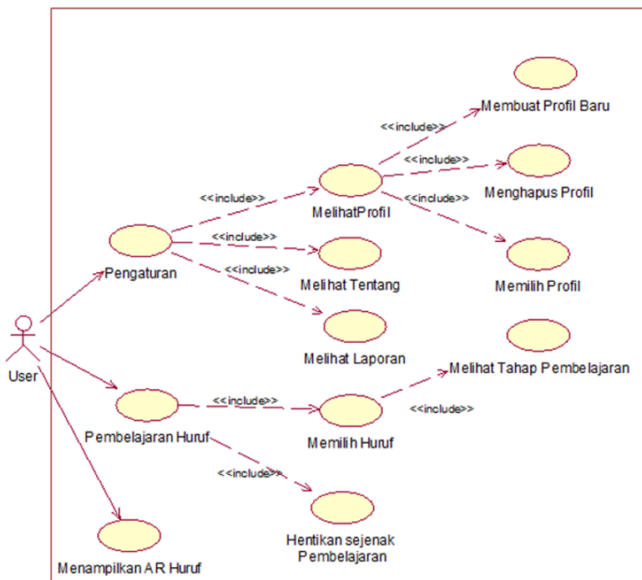 Membuat Profil Baru
<<include>>
<<include>>
Menghapus Profil
<<include>>
MelihatProfil
<<include>>
<<include>>
Pengaturan
<<include>>
Melihat Tentang
Memilih Profil
Melihat Laporan
Melihat Tahap Pembelajaran
User
<<include>>
<<include>>
Pembelajaran Huruf
Memilih Huruf
<<include>>
Hentikan sejenak
Pembelajaran
Menampilkan AR Huruf